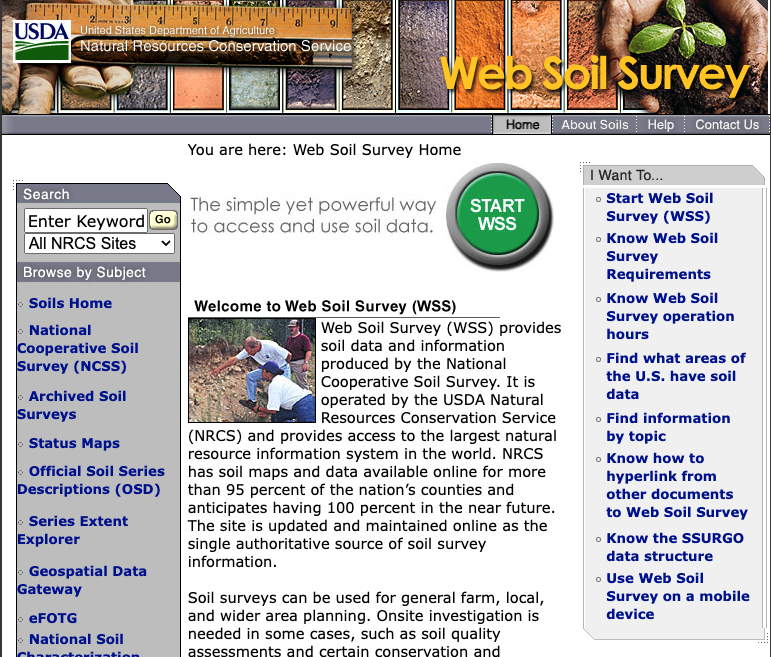 USDA
United States Department of Agriculture
Natural Resources Conservation Service
Web Soil Survey
Home
About Soils
Help
Contact Us
You are here: Web Soil Survey Home
Search
Enter Keyword
Go
All NRCS Sites
Browse by Subject
Soils Home
National
Cooperative Soil
Survey (NCSS)
Archived Soil
Surveys
Status Maps
Official Soil Series
Descriptions (OSD)
Series Extent
Explorer
Geospatial Data
Gateway
eFOTG
National Soil
Characterization
The simple yet powerful way
to access and use soil data.
START
WSS
Welcome to Web Soil Survey (WSS)
Web Soil Survey (WSS) provides
soil data and information
produced by the National
Cooperative Soil Survey. It is
operated by the USDA Natural
Resources Conservation Service
(NRCS) and provides access to the largest natural
resource information system in the world. NRCS
has soil maps and data available online for more
than 95 percent of the nation’s counties and
anticipates having 100 percent in the near future.
The site is updated and maintained online as the
single authoritative source of soil survey
information.
Soil surveys can be used for general farm, local,
and wider area planning. Onsite investigation is
needed in some cases, such as soil quality
assessments and certain conservation and
I Want To...
Start Web Soil
Survey (WSS)
Know Web Soil
Survey
Requirements
Know Web Soil
Survey operation
hours
Find what areas of
the U.S. have soil
data
Find information
by topic
Know how to
hyperlink from
other documents
to Web Soil Survey
Know the SSURGO
data structure
Use Web Soil
Survey on a mobile
device